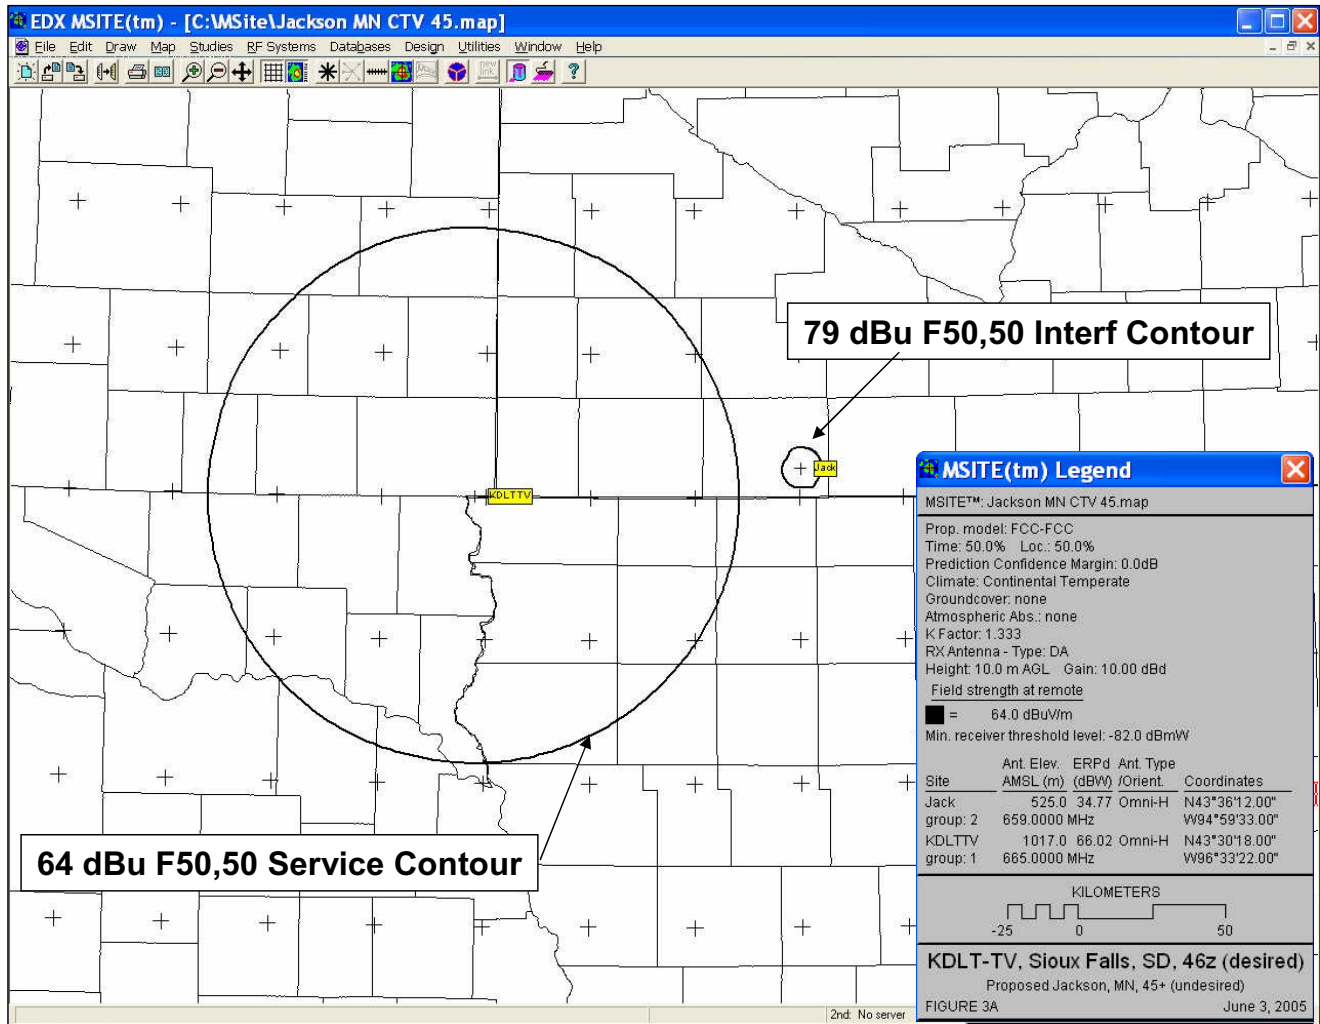 EDX MSITE(tm) - [C:\MSite\Jackson MN CTV 45.map]
File Edit Draw Map Studies RF Systems Databases Design Utilities Window Help
new link
79 dBu F50,50 Interf Contour
Jack
KDLTTV
64 dBu F50,50 Service Contour
MSITE(tm) Legend
MSITE™: Jackson MN CTV 45.map
Prop. model: FCC-FCC
Time: 50.0% Loc.: 50.0%
Prediction Confidence Margin: 0.0dB
Climate: Continental Temperate
Groundcover: none
Atmospheric Abs.: none
K Factor: 1.333
RX Antenna - Type: DA
Height: 10.0 m AGL Gain: 10.00 dBd
Field strength at remote
= 64.0 dBuV/m
Min. receiver threshold level: -82.0 dBmW
Ant. Elev. ERPd Ant. Type
Site AMSL (m) (dBW) /Orient. Coordinates
Jack 525.0 34.77 Omni-H N43°36'12.00"
group: 2 659.0000 MHz W94°59'33.00"
KDLTTV 1017.0 66.02 Omni-H N43°30'18.00"
group: 1 665.0000 MHz W96°33'22.00"
KILOMETERS
-25 0 50
KDLT-TV, Sioux Falls, SD, 46z (desired)
Proposed Jackson, MN, 45+ (undesired)
FIGURE 3A June 3, 2005
2nd: No server